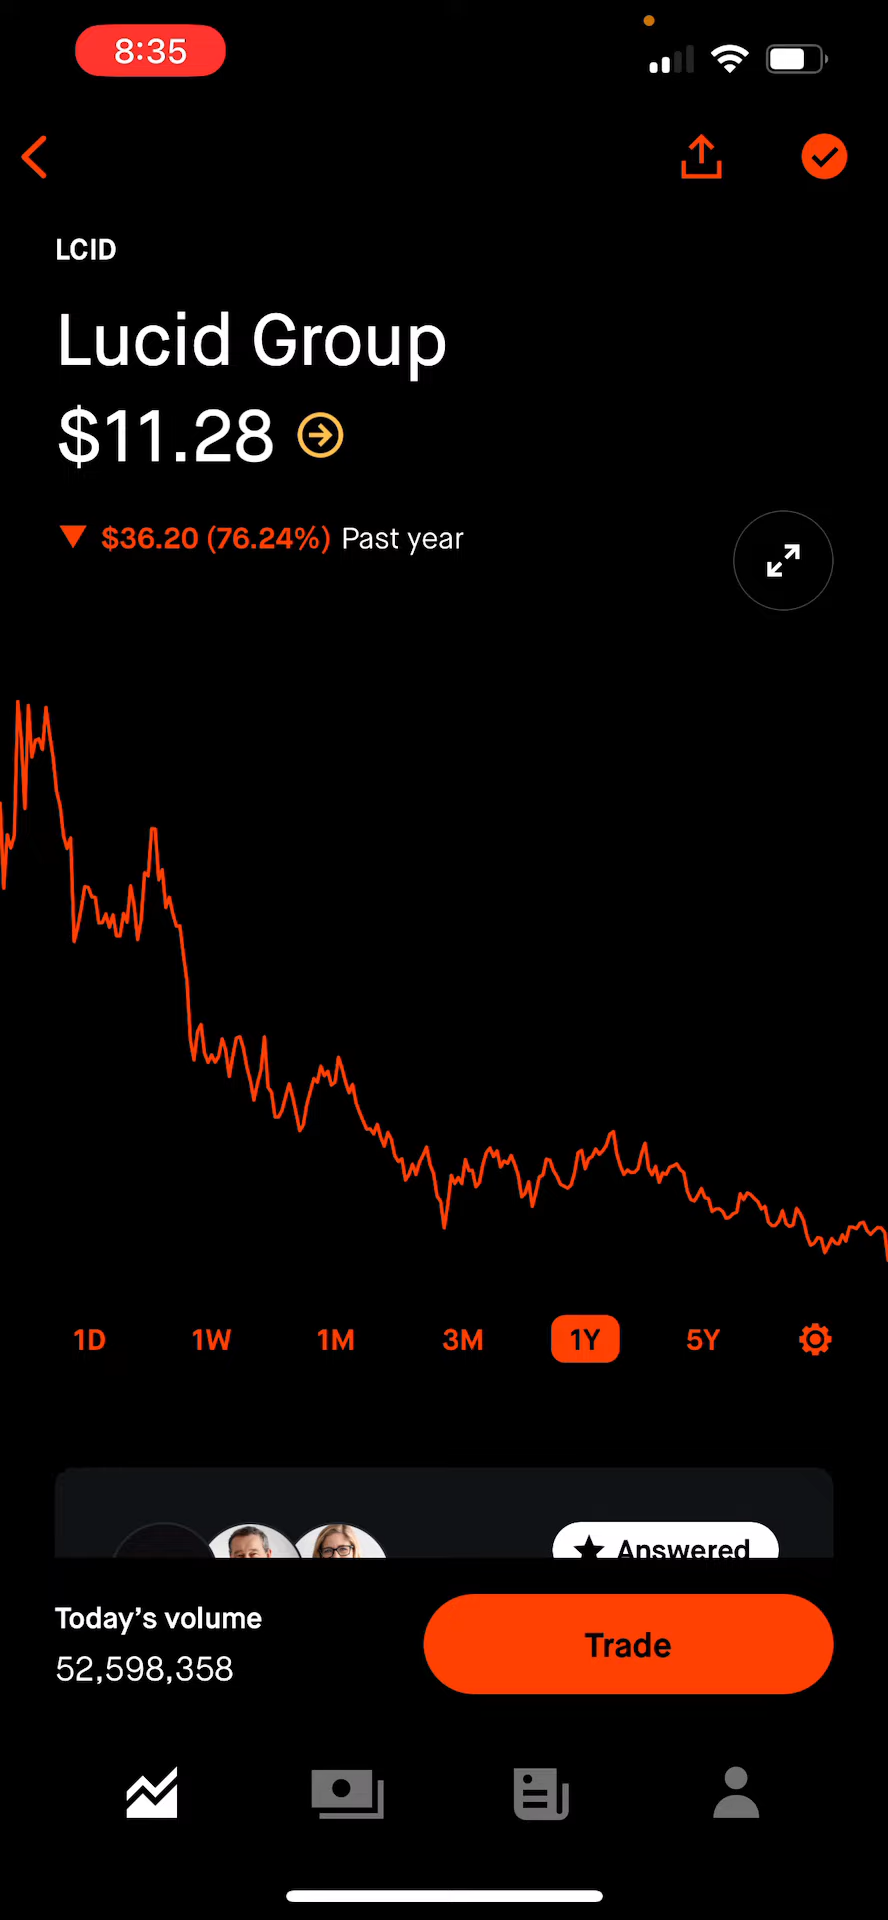 8:35
LCID
Lucid Group
$11.28
$36.20 (76.24%) Past year
1D 1W 1M 3M 1Y 5Y
Answered
Today's volume
52,598,358
Trade